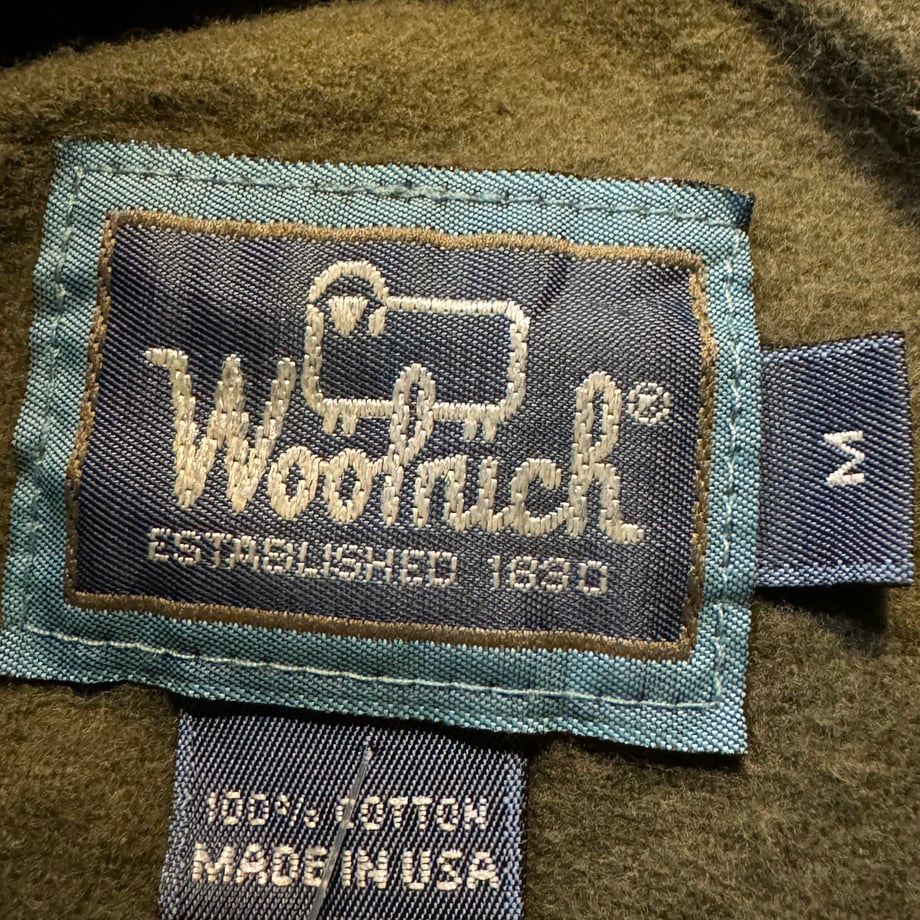 Woolrich®
ESTABLISHED 1830
M
100% COTTON
MADE IN USA